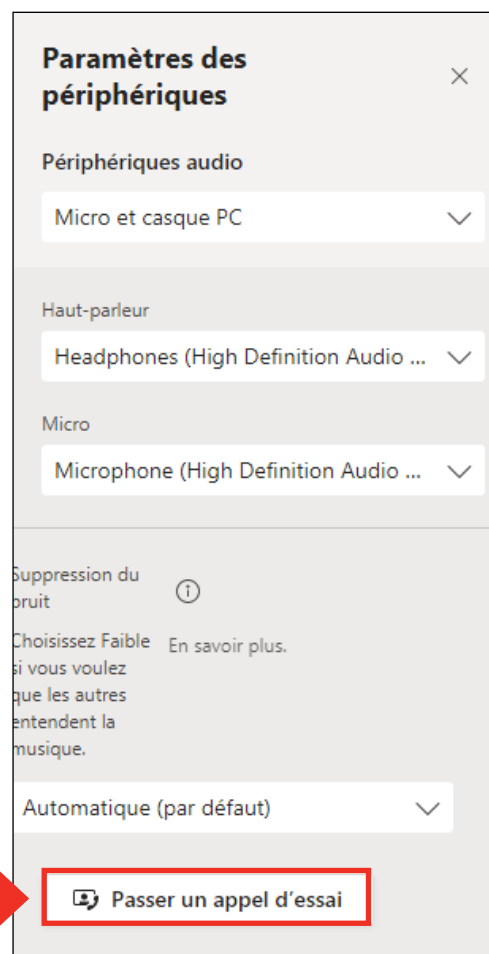 Paramètres des
périphériques
Périphériques audio
Micro et casque PC
Haut-parleur
Headphones (High Definition Audio ...
Micro
Microphone (High Definition Audio ...
Suppression du
bruit
Choisissez Faible
si vous voulez
que les autres
entendent la
musique.
En savoir plus.
Automatique (par défaut)
Passer un appel d’essai